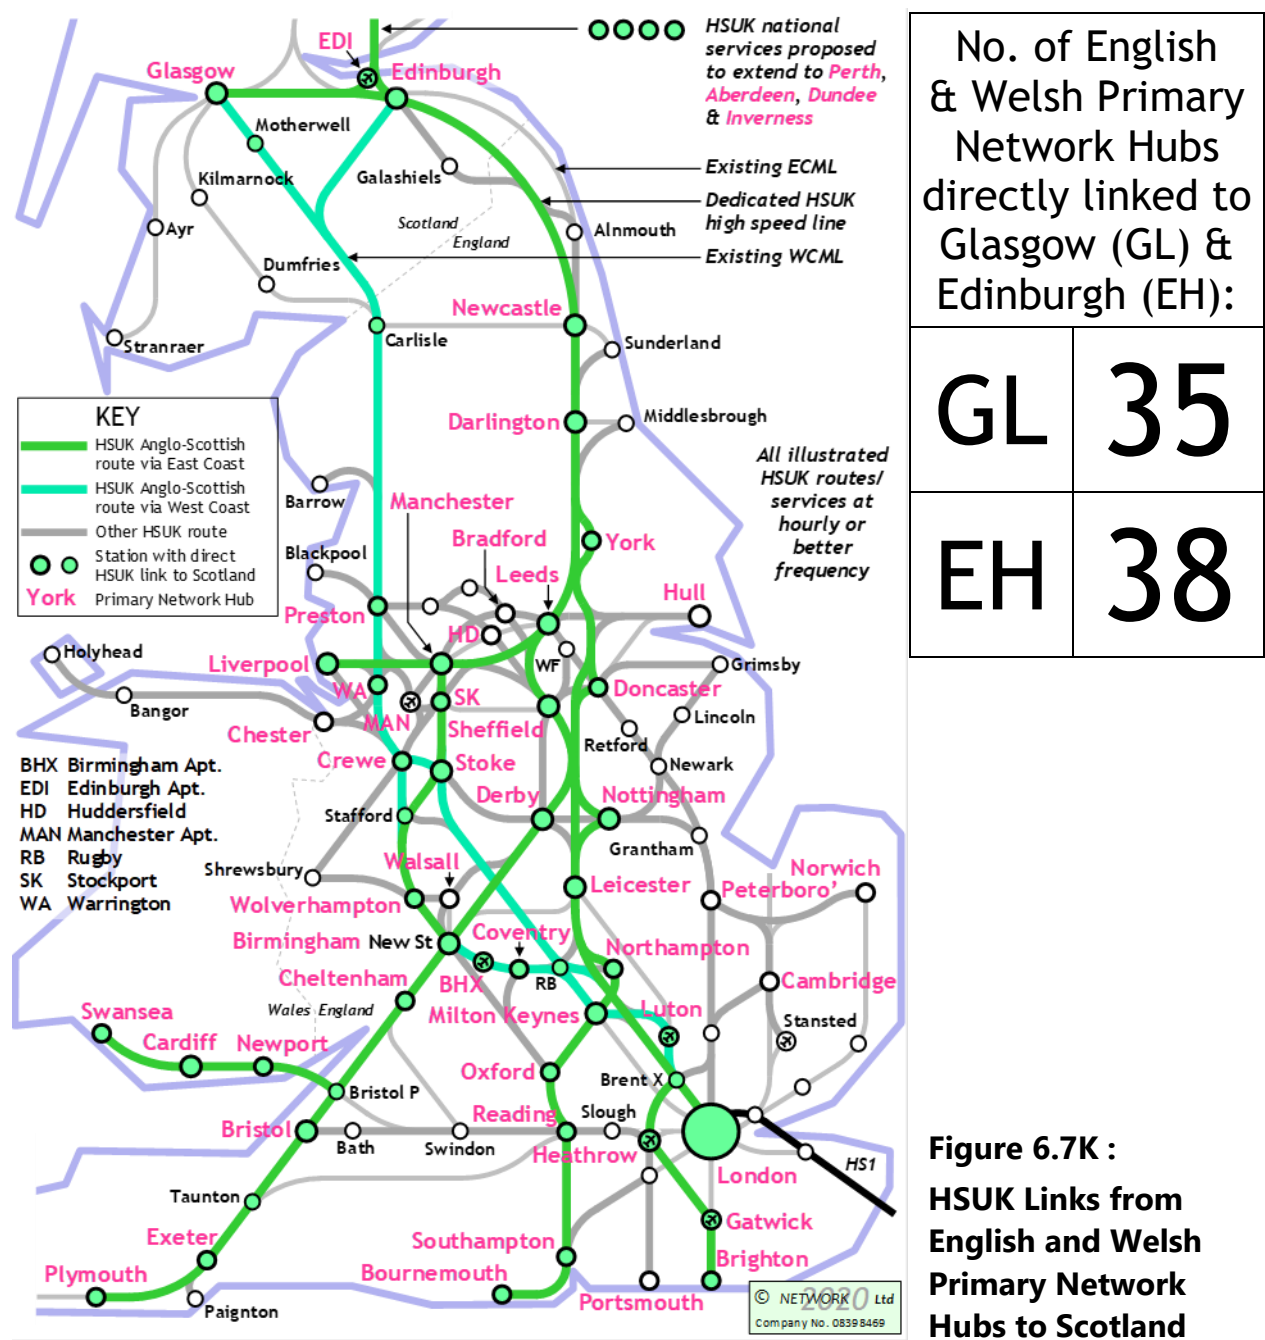 EDI
HSUK national
services proposed
to extend to Perth,
Aberdeen, Dundee
& Inverness
Glasgow
Edinburgh
Motherwell
Galashiels
Existing ECML
Kilmarnock
Dedicated HSUK
high speed line
Ayr
Scotland
England
Alnmouth
Existing WCML
Dumfries
Newcastle
Stranraer
Carlisle
Sunderland
KEY
HSUK Anglo-Scottish
route via East Coast
HSUK Anglo-Scottish
route via West Coast
Other HSUK route
Station with direct
HSUK link to Scotland
York Primary Network Hub
Darlington
Middlesbrough
All illustrated
HSUK routes/
services at
hourly or
better
frequency
Barrow
Manchester
Bradford
York
Blackpool
Leeds
Hull
Preston
HD
Holyhead
Liverpool
WF
Grimsby
Bangor
WA
SK
Doncaster
MAN
Lincoln
Chester
Sheffield
Retford
Crewe
Stoke
Newark
BHX Birmingham Apt.
EDI Edinburgh Apt.
HD Huddersfield
MAN Manchester Apt.
RB Rugby
SK Stockport
WA Warrington
Derby
Nottingham
Stafford
Grantham
Shrewsbury
Walsall
Norwich
Leicester
Peterboro'
Wolverhampton
Birmingham New St
Coventry
Northampton
Cheltenham
BHX
RB
Cambridge
Wales England
Milton Keynes
Luton
Swansea
Stansted
Cardiff
Newport
Oxford
Brent X
Bristol P
Reading
Slough
Bristol
Bath
Swindon
Heathrow
HS1
London
Taunton
Exeter
Southampton
Gatwick
Plymouth
Bournemouth
Brighton
Paignton
Portsmouth
© NETWORK 2020 Ltd
Company No. 08398469
No. of English
& Welsh Primary
Network Hubs
directly linked to
Glasgow (GL) &
Edinburgh (EH):
GL 35
EH 38
Figure 6.7K :
HSUK Links from
English and Welsh
Primary Network
Hubs to Scotland